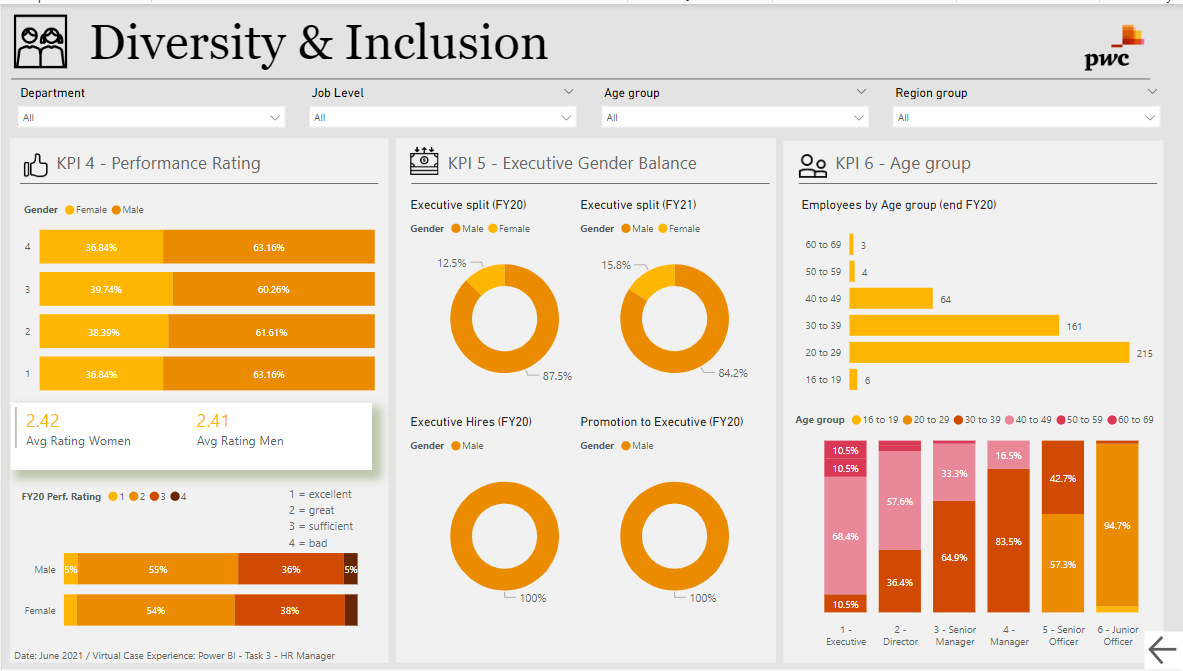 Diversity & Inclusion
pwc
Department
Job Level
Age group
Region group
All
All
All
All
KPI 4 - Performance Rating
Gender Female Male
4 36.84% 63.16%
3 39.74% 60.26%
2 38.39% 61.61%
1 36.84% 63.16%
2.42
Avg Rating Women
2.41
Avg Rating Men
FY20 Perf. Rating 1 2 3 4
1 = excellent
2 = great
3 = sufficient
4 = bad
Male 5% 55% 36% 5%
Female 54% 38%
Date: June 2021 / Virtual Case Experience: Power BI - Task 3 - HR Manager
KPI 5 - Executive Gender Balance
Executive split (FY20)
Gender Male Female
12.5%
87.5%
Executive split (FY21)
Gender Male Female
15.8%
84.2%
Executive Hires (FY20)
Gender Male
100%
Promotion to Executive (FY20)
Gender Male
100%
KPI 6 - Age group
Employees by Age group (end FY20)
60 to 69 3
50 to 59 4
40 to 49 64
30 to 39 161
20 to 29 215
16 to 19 6
Age group 16 to 19 20 to 29 30 to 39 40 to 49 50 to 59 60 to 69
10.5%
10.5%
68.4%
10.5%
57.6%
36.4%
33.3%
64.9%
16.5%
83.5%
42.7%
57.3%
94.7%
1 -
Executive
2 -
Director
3 - Senior
Manager
4 -
Manager
5 - Senior
Officer
6 - Junior
Officer